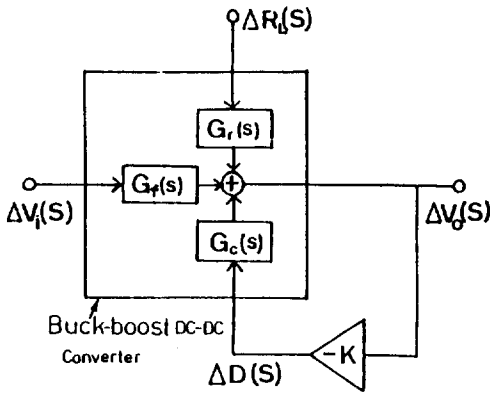 ΔR_L(S)
G_r(s)
G_f(s)
ΔV_i(S)
ΔV_o(S)
G_c(s)
Buck-boost DC-DC
Converter
-K
ΔD(S)